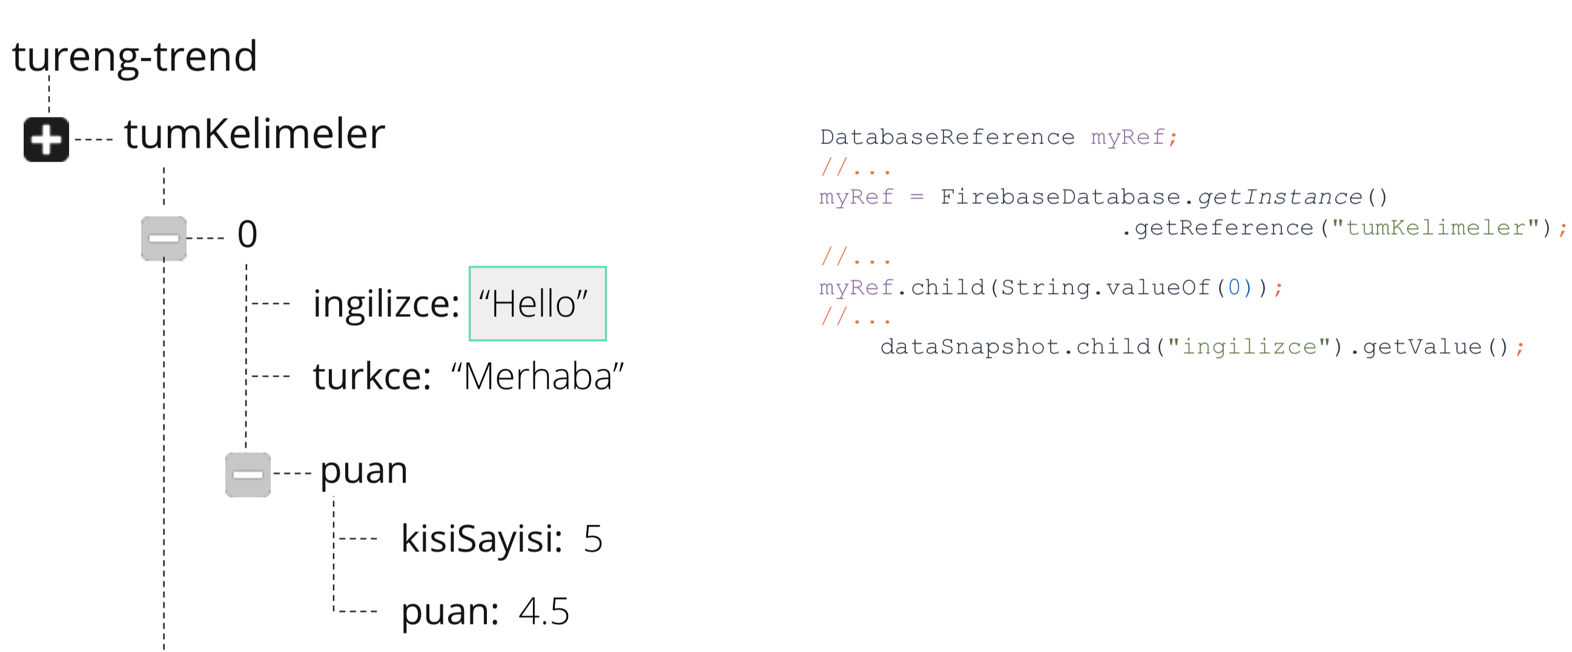 tureng-trend
tumKelimeler
0
ingilizce: “Hello”
turkce: “Merhaba”
puan
kisiSayisi: 5
puan: 4.5
DatabaseReference myRef;
//...
myRef = FirebaseDatabase.getInstance()
.getReference("tumKelimeler");
//...
myRef.child(String.valueOf(0));
//...
dataSnapshot.child("ingilizce").getValue();